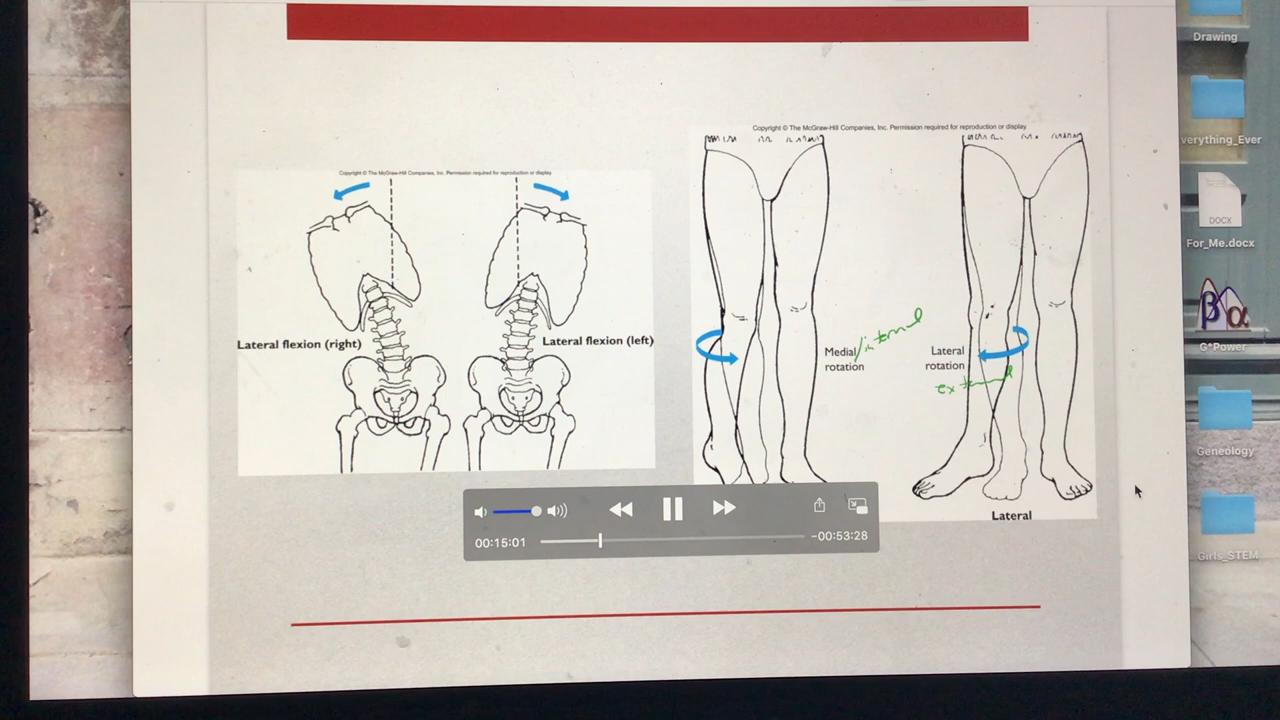 Copyright © The McGraw-Hill Companies, Inc. Permission required for reproduction or display
Lateral flexion (right)
Lateral flexion (left)
Copyright © The McGraw-Hill Companies, Inc. Permission required for reproduction or display
Medial/internal
rotation
Lateral
rotation
external
Lateral
00:15:01
-00:53:28
Drawing
verything_Ever
DOCX
For_Me.docx
β α
G*Power
Geneology
Girls_STEM